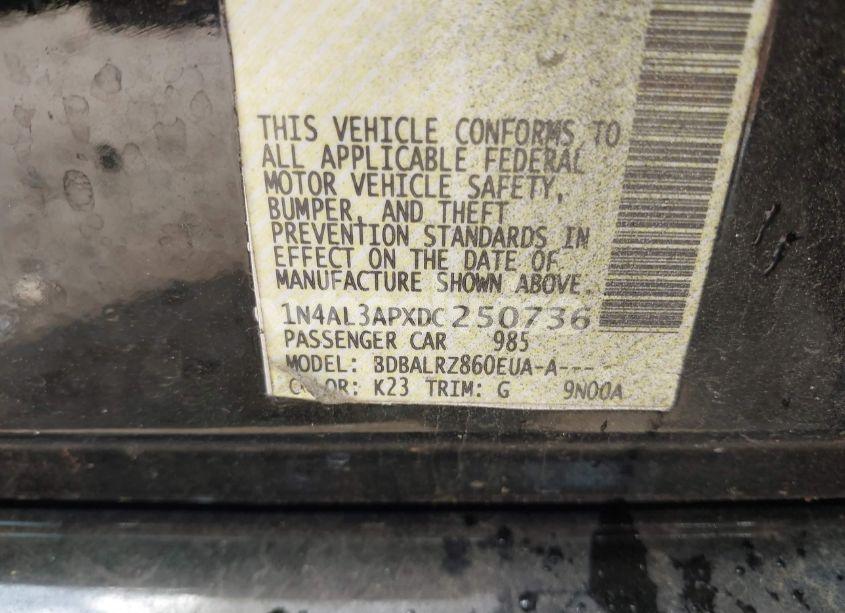 THIS VEHICLE CONFORMS TO
ALL APPLICABLE FEDERAL
MOTOR VEHICLE SAFETY,
BUMPER, AND THEFT
PREVENTION STANDARDS IN
EFFECT ON THE DATE OF
MANUFACTURE SHOWN ABOVE.
1N4AL3APXDC250736
PASSENGER CAR 985
MODEL: BDBALRZ860EUA-A---
COLOR: K23 TRIM: G 9N00A